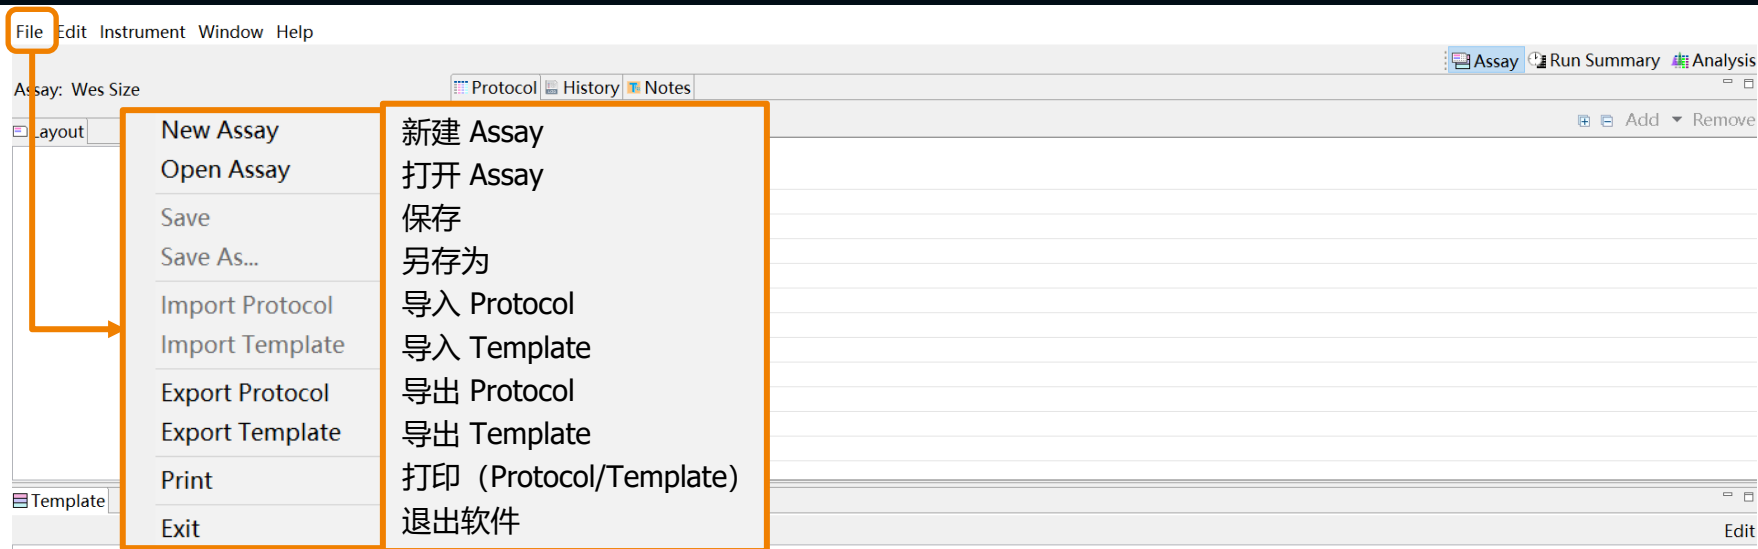 File Edit Instrument Window Help
Assay Run Summary Analysis
Assay: Wes Size
Protocol History Notes
Layout
Add Remove
New Assay 新建 Assay
Open Assay 打开 Assay
Save 保存
Save As... 另存为
Import Protocol 导入 Protocol
Import Template 导入 Template
Export Protocol 导出 Protocol
Export Template 导出 Template
Print 打印（Protocol/Template）
Exit 退出软件
Template
Edit